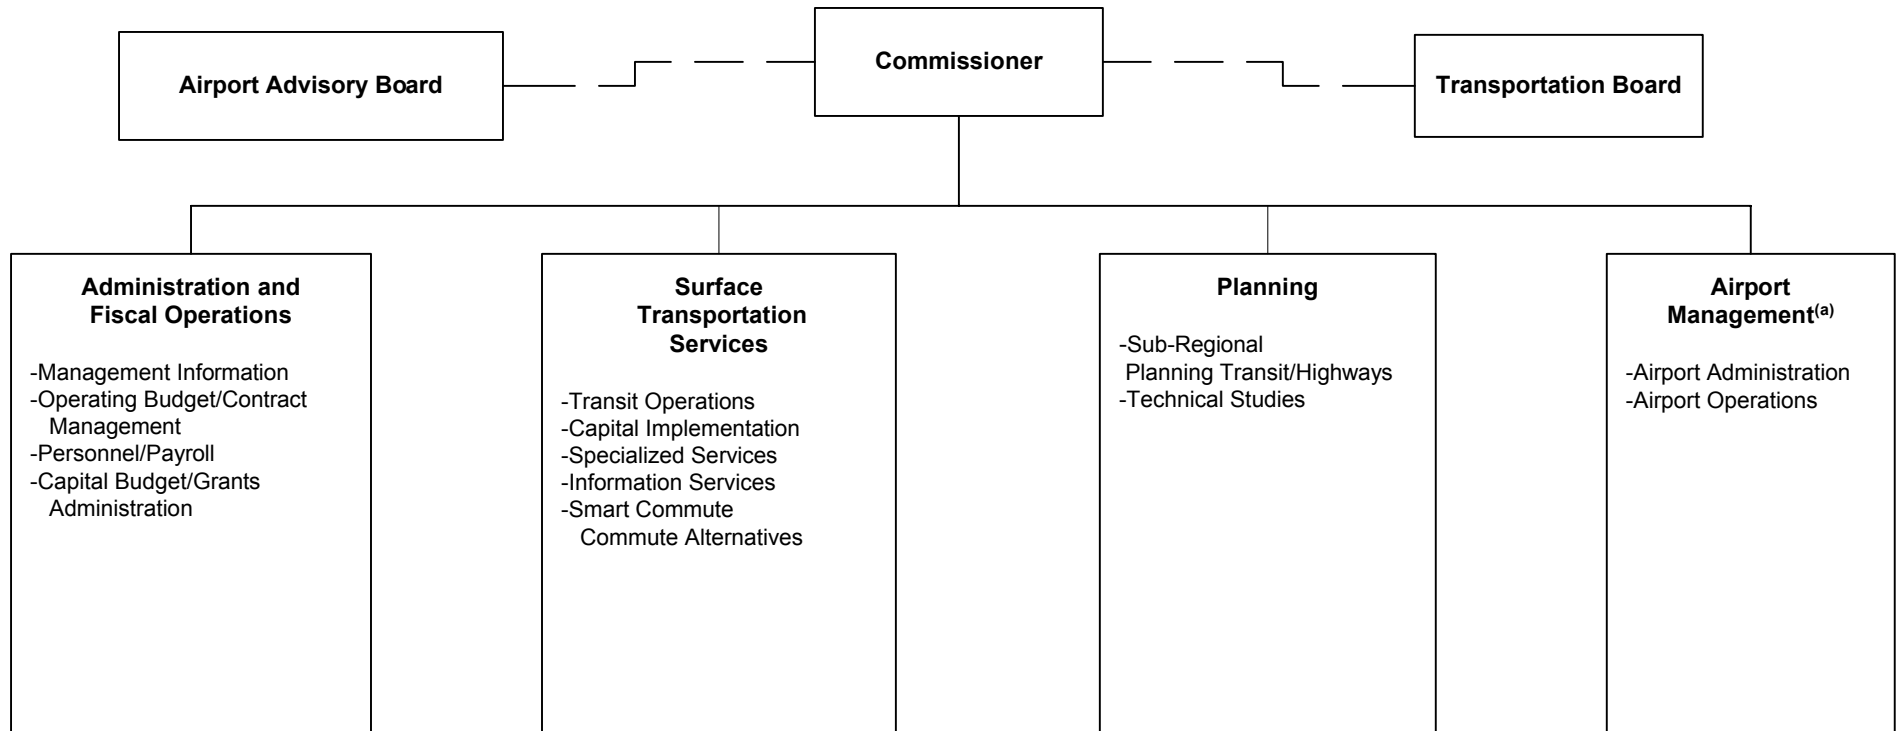 Airport Advisory Board
Commissioner
Transportation Board
Administration and
Fiscal Operations
-Management Information
-Operating Budget/Contract
Management
-Personnel/Payroll
-Capital Budget/Grants
Administration
Surface
Transportation
Services
-Transit Operations
-Capital Implementation
-Specialized Services
-Information Services
-Smart Commute
Commute Alternatives
Planning
-Sub-Regional
Planning Transit/Highways
-Technical Studies
Airport
Management(a)
-Airport Administration
-Airport Operations